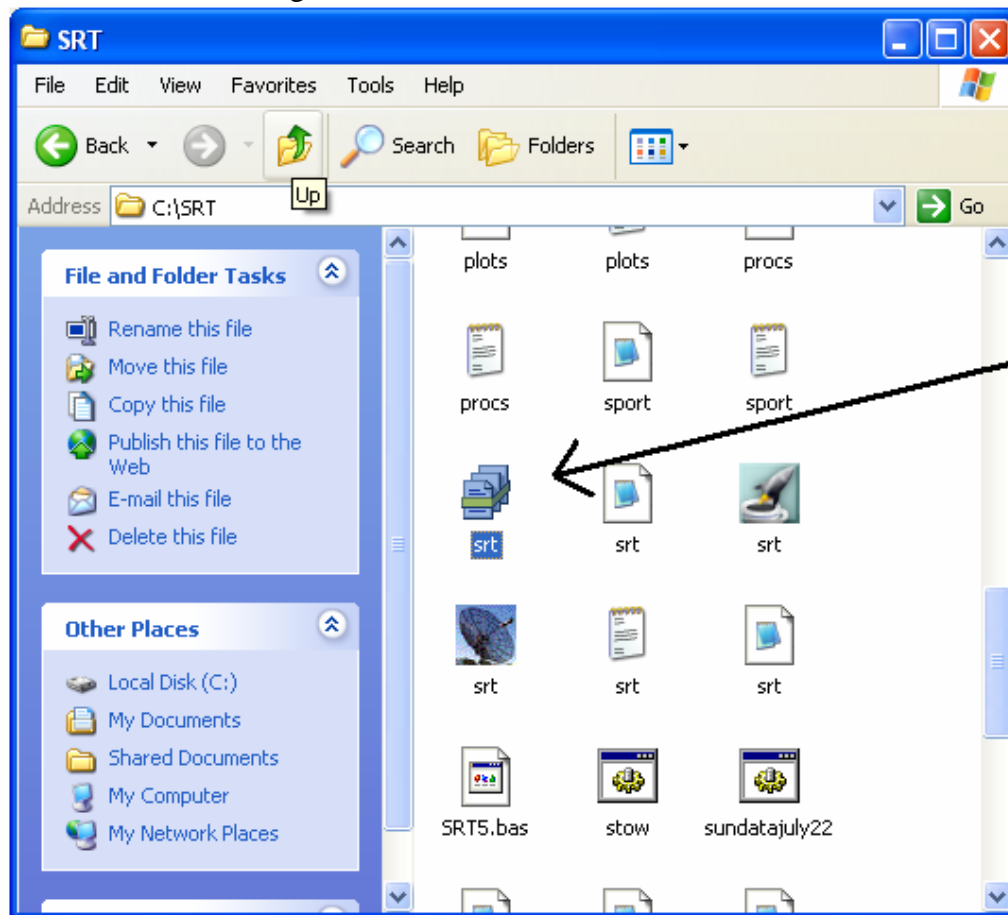 SRT
File Edit View Favorites Tools Help
Back Search Folders
Up
Address C:\SRT Go
File and Folder Tasks
Rename this file
Move this file
Copy this file
Publish this file to the
Web
E-mail this file
Delete this file
Other Places
Local Disk (C:)
My Documents
Shared Documents
My Computer
My Network Places
plots plots procs
procs sport sport
srt srt srt
srt srt srt
SRT5.bas stow sundatajuly22